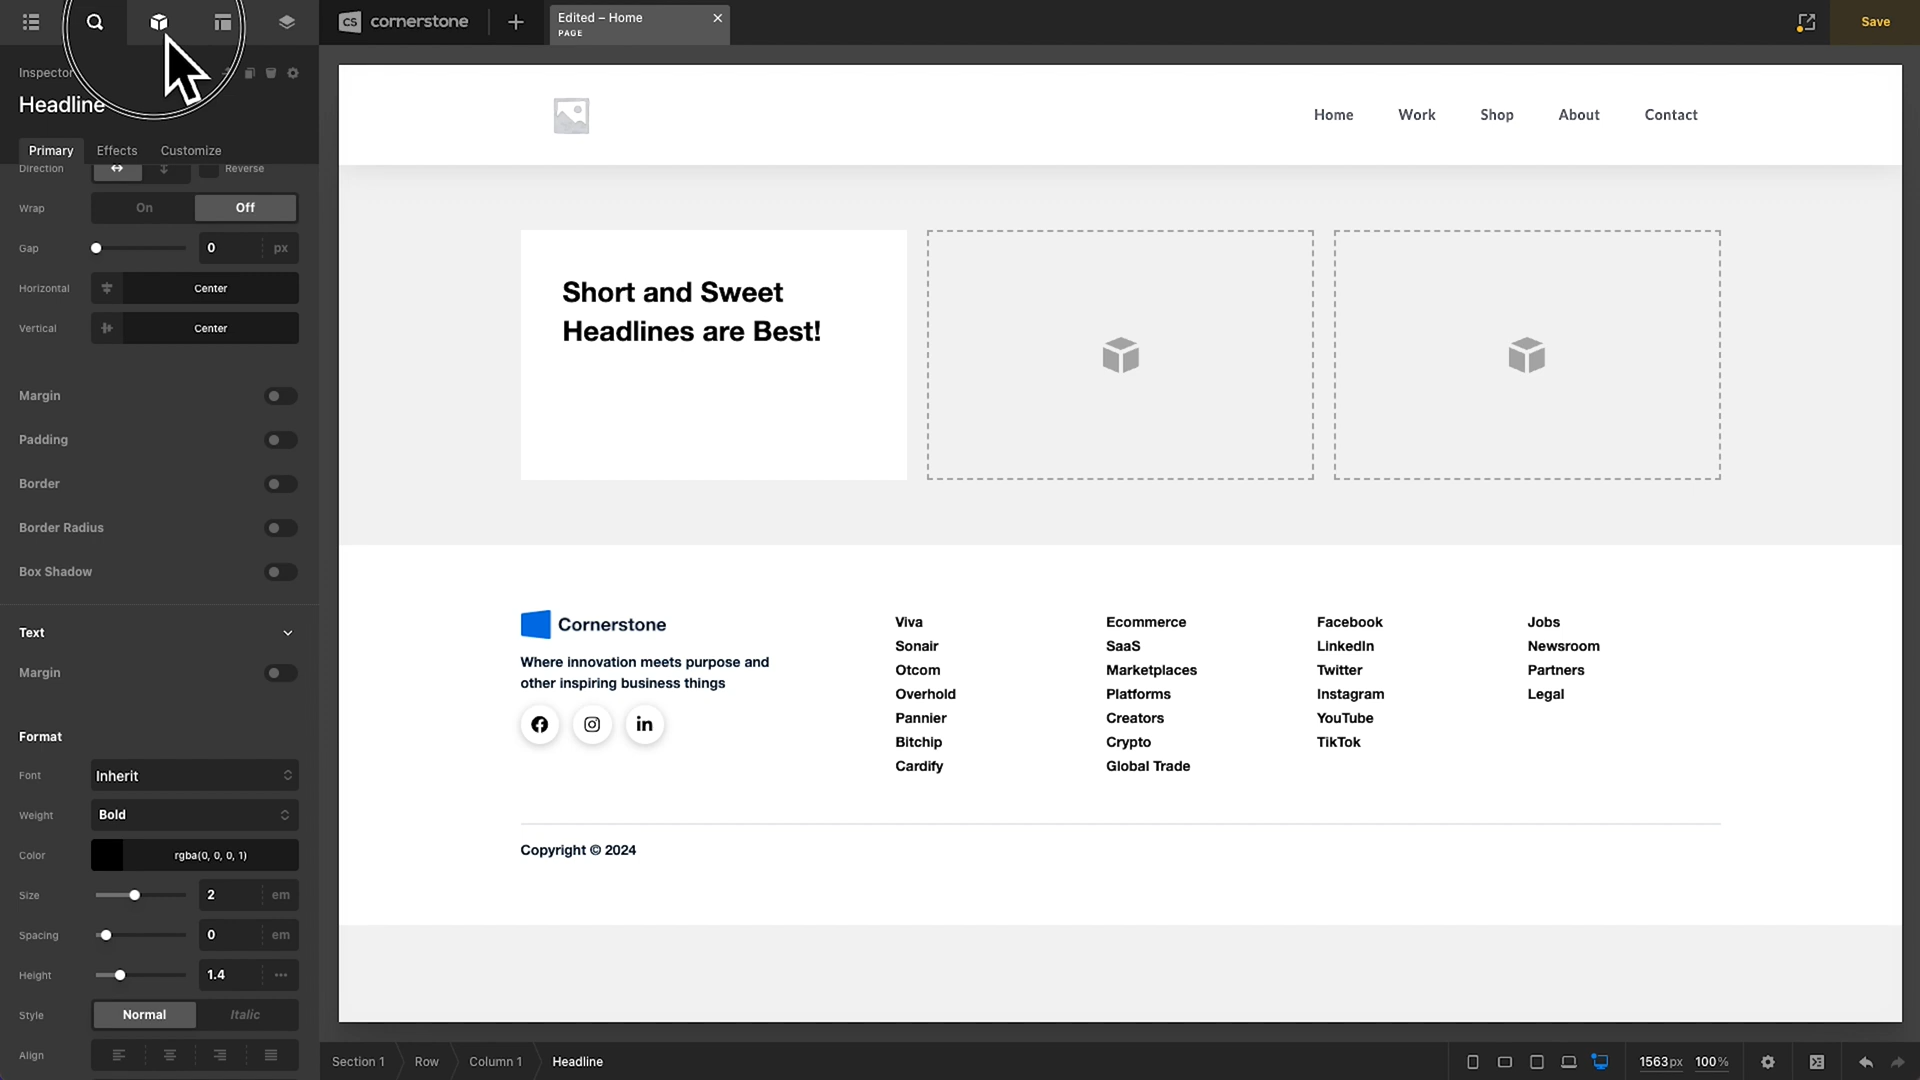 CS cornerstone
Edited – Home
PAGE
Save
Inspector
Headline
Primary
Effects
Customize
Direction
Reverse
Wrap
On
Off
Gap
0
px
Horizontal
Center
Vertical
Center
Margin
Padding
Border
Border Radius
Box Shadow
Text
Margin
Format
Font
Inherit
Weight
Bold
Color
rgba(0, 0, 0, 1)
Size
2
em
Spacing
0
em
Height
1.4
Style
Normal
Italic
Align
Home
Work
Shop
About
Contact
Short and Sweet
Headlines are Best!
Cornerstone
Where innovation meets purpose and
other inspiring business things
Viva
Sonair
Otcom
Overhold
Pannier
Bitchip
Cardify
Ecommerce
SaaS
Marketplaces
Platforms
Creators
Crypto
Global Trade
Facebook
LinkedIn
Twitter
Instagram
YouTube
TikTok
Jobs
Newsroom
Partners
Legal
Copyright © 2024
Section 1
Row
Column 1
Headline
1563px
100%